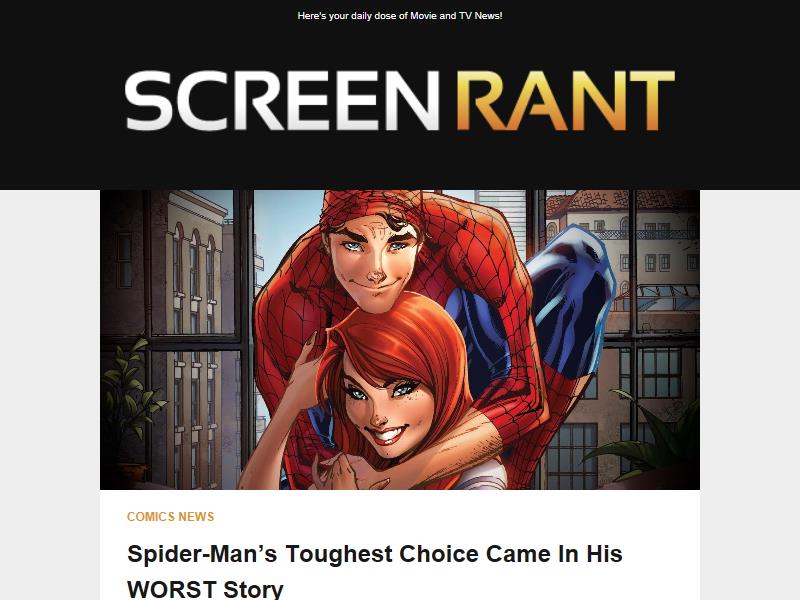 Here's your daily dose of Movie and TV News!
SCREEN RANT
COMICS NEWS
Spider-Man’s Toughest Choice Came In His
WORST Story